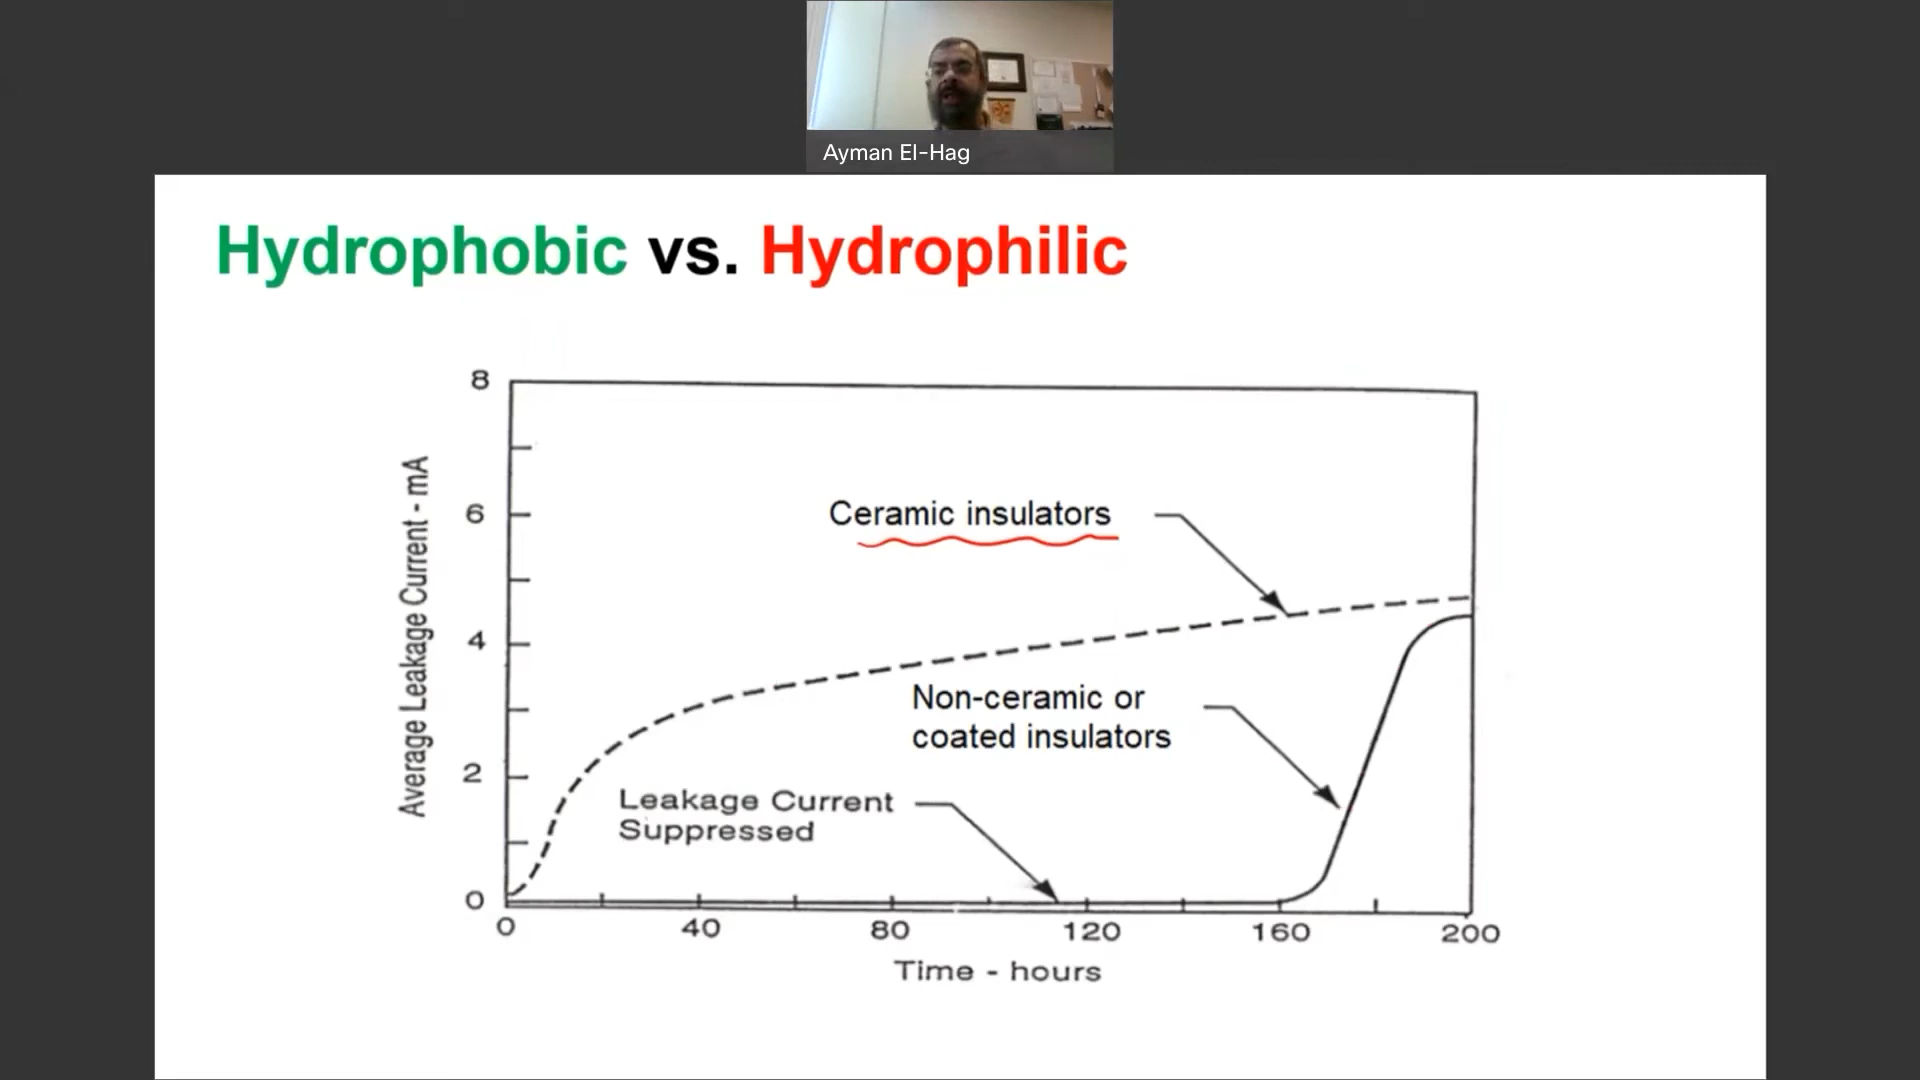 Ayman El-Hag
Hydrophobic vs. Hydrophilic
8
6
4
2
0
Average Leakage Current - mA
Ceramic insulators
Non-ceramic or
coated insulators
Leakage Current
Suppressed
0 40 80 120 160 200
Time - hours